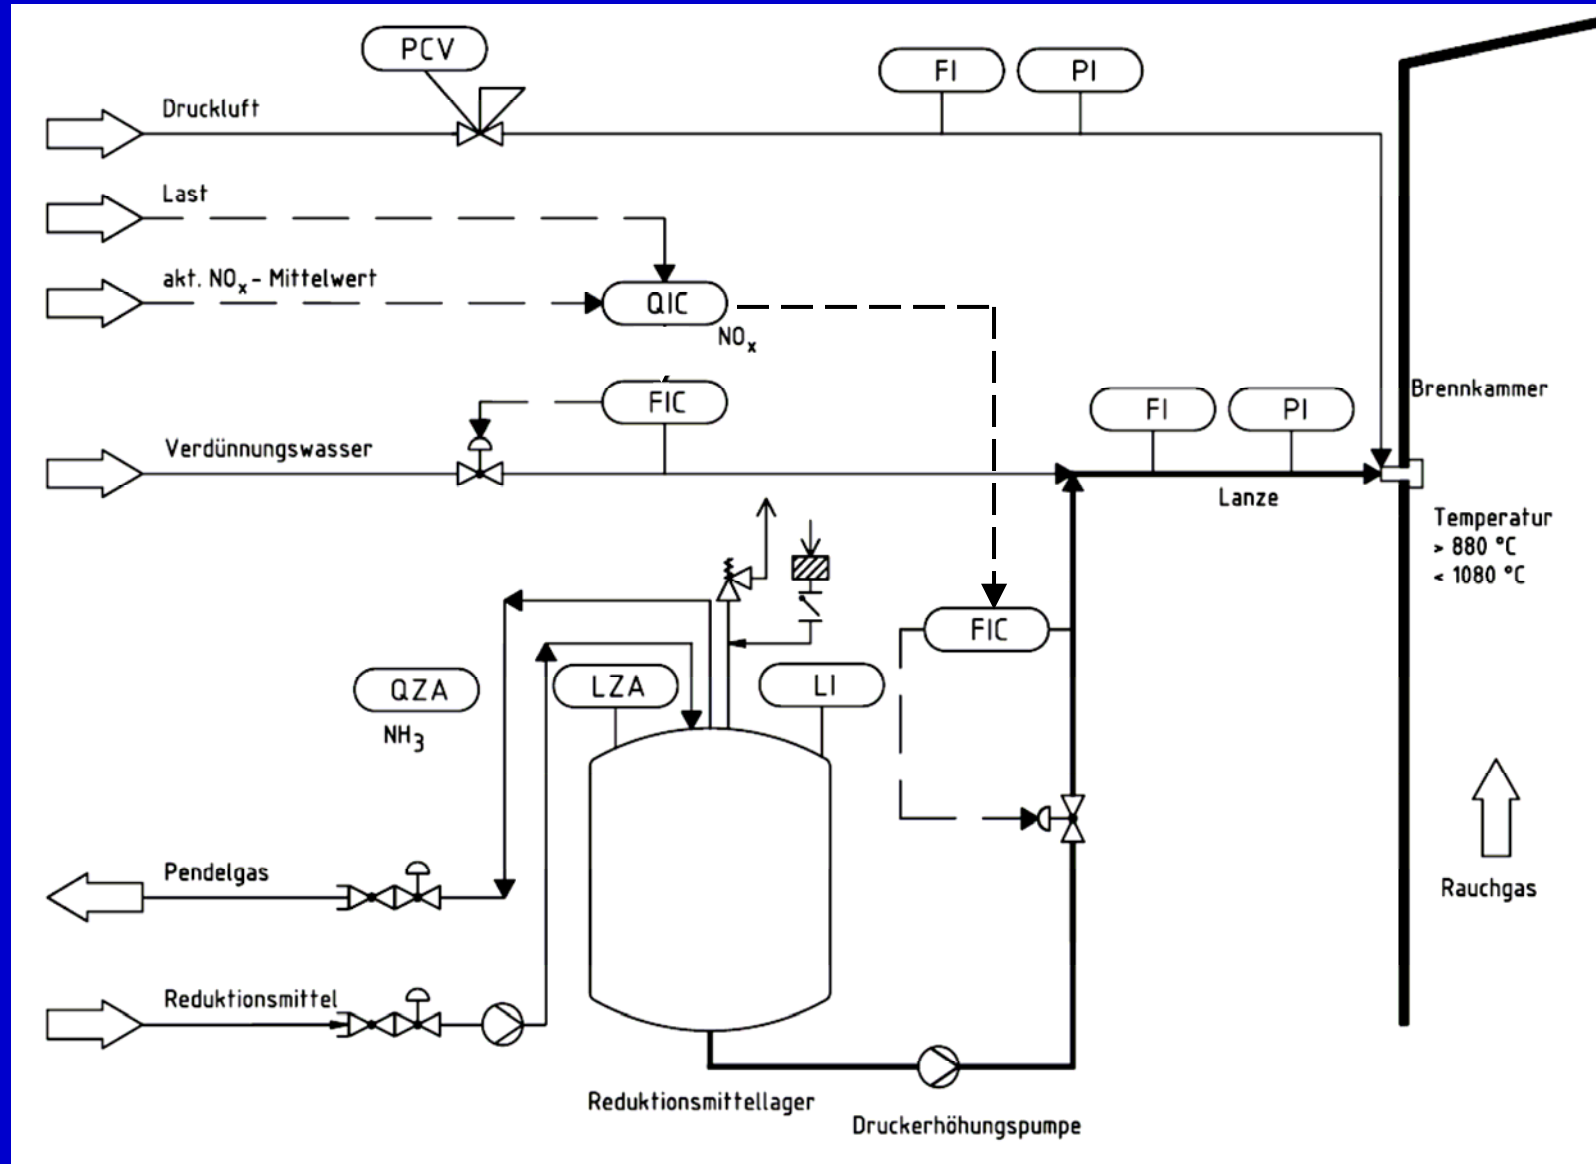 PCV
FI
PI
Druckluft
Last
akt. NOx - Mittelwert
QIC
NOx
FIC
FI
PI
Brennkammer
Verdünnungswasser
Lanze
Temperatur
> 880 °C
< 1080 °C
FIC
QZA
NH3
LZA
LI
Pendelgas
Rauchgas
Reduktionsmittel
Reduktionsmittellager
Druckerhöhungspumpe